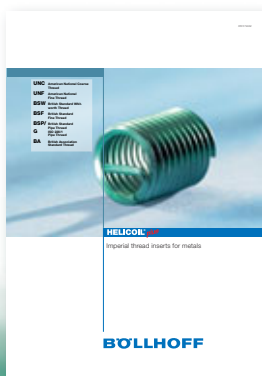 UNC American National Coarse
Thread
UNF American National
Fine Thread
BSW British Standard Whit-
worth Thread
BSF British Standard
Fine Thread
BSP/ British Standard
Pipe Thread
G ISO 228/1
Pipe Thread
BA British Association
Standard Thread
HELICOIL®
Imperial thread inserts for metals
BÖLLHOFF